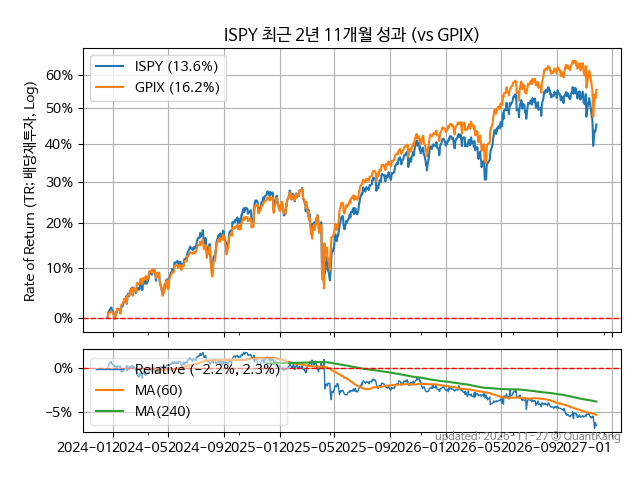 ISPY 최근 2년 11개월 성과 (vs GPIX)
Rate of Return (TR: 배당재투자, Log)
ISPY (13.6%)
GPIX (16.2%)
60%
50%
40%
30%
20%
10%
0%
Relative (−2.2%, 2.3%)
MA(60)
MA(240)
0%
−5%
updated: 2026-11-27 © QuantKang
2024−01 2024−05 2024−09 2025−01 2025−05 2025−09 2026−01 2026−05 2026−09 2027−01